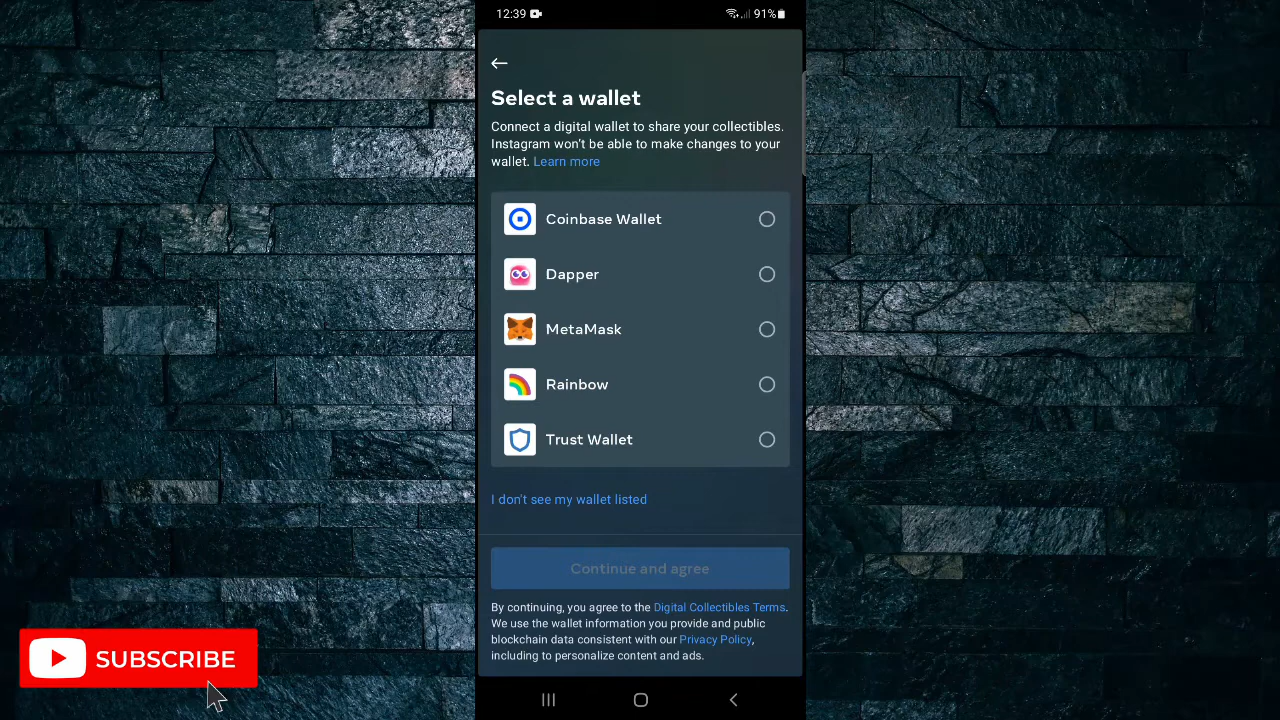 12:39
91%
Select a wallet
Connect a digital wallet to share your collectibles.
Instagram won't be able to make changes to your
wallet. Learn more
Coinbase Wallet
Dapper
MetaMask
Rainbow
Trust Wallet
I don't see my wallet listed
Continue and agree
By continuing, you agree to the Digital Collectibles Terms.
We use the wallet information you provide and public
blockchain data consistent with our Privacy Policy,
including to personalize content and ads.
SUBSCRIBE